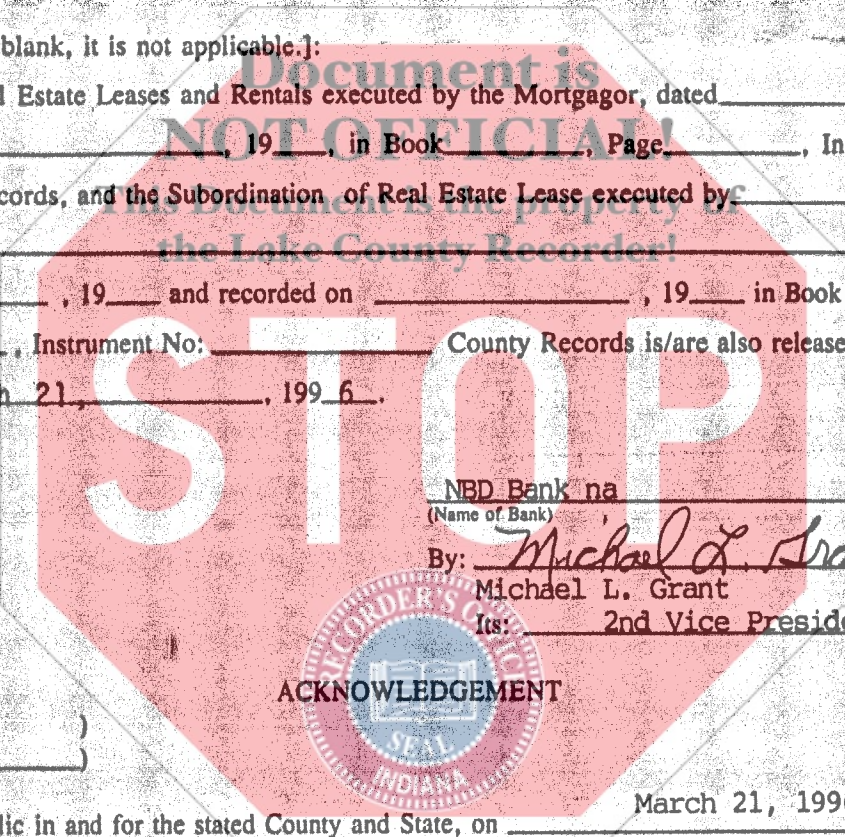 blank, it is not applicable.]:
Document is
Estate Leases and Rentals executed by the Mortgagor, dated
NOT OFFICIAL!
, 19 , in Book , Page , In
and the Subordination of Real Estate Lease executed by
This Document is the property of
the Lake County Recorder!
, 19 and recorded on , 19 in Book
, Instrument No: County Records is/are also release
STOP
21, , 199 6 .
NBD Bank na
(Name of Bank)
By: Michael L.
Michael L. Grant
Its: 2nd Vice Preside
RECORDER'S OFFICE
ACKNOWLEDGEMENT
SEAL
INDIANA
March 21, 199
lic in and for the stated County and State, on